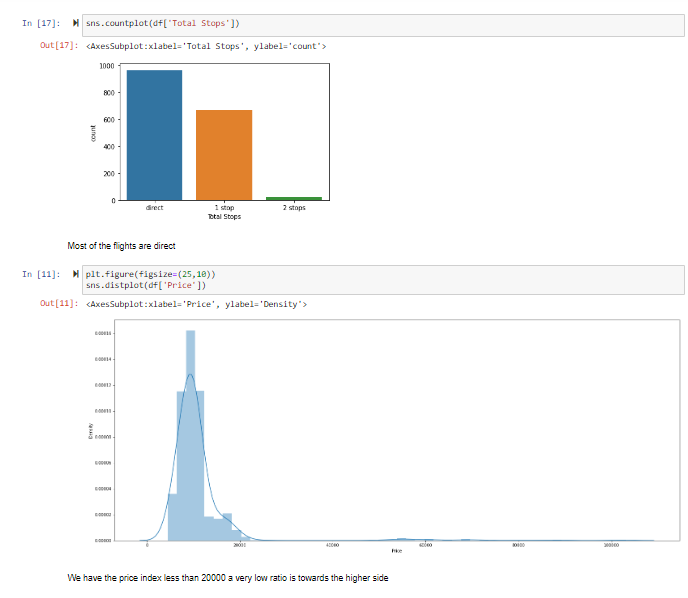 In [17]: sns.countplot(df['Total Stops'])
Out[17]: <AxesSubplot:xlabel='Total Stops', ylabel='count'>
1000
800
600
400
200
0
count
direct 1 stop 2 stops
Total Stops
Most of the flights are direct
In [11]: plt.figure(figsize=(25,10))
sns.distplot(df['Price'])
Out[11]: <AxesSubplot:xlabel='Price', ylabel='Density'>
0.00016
0.00014
0.00012
0.00010
0.00008
0.00006
0.00004
0.00002
0.00000
Density
0 20000 40000 60000 80000 100000
Price
We have the price index less than 20000 a very low ratio is towards the higher side